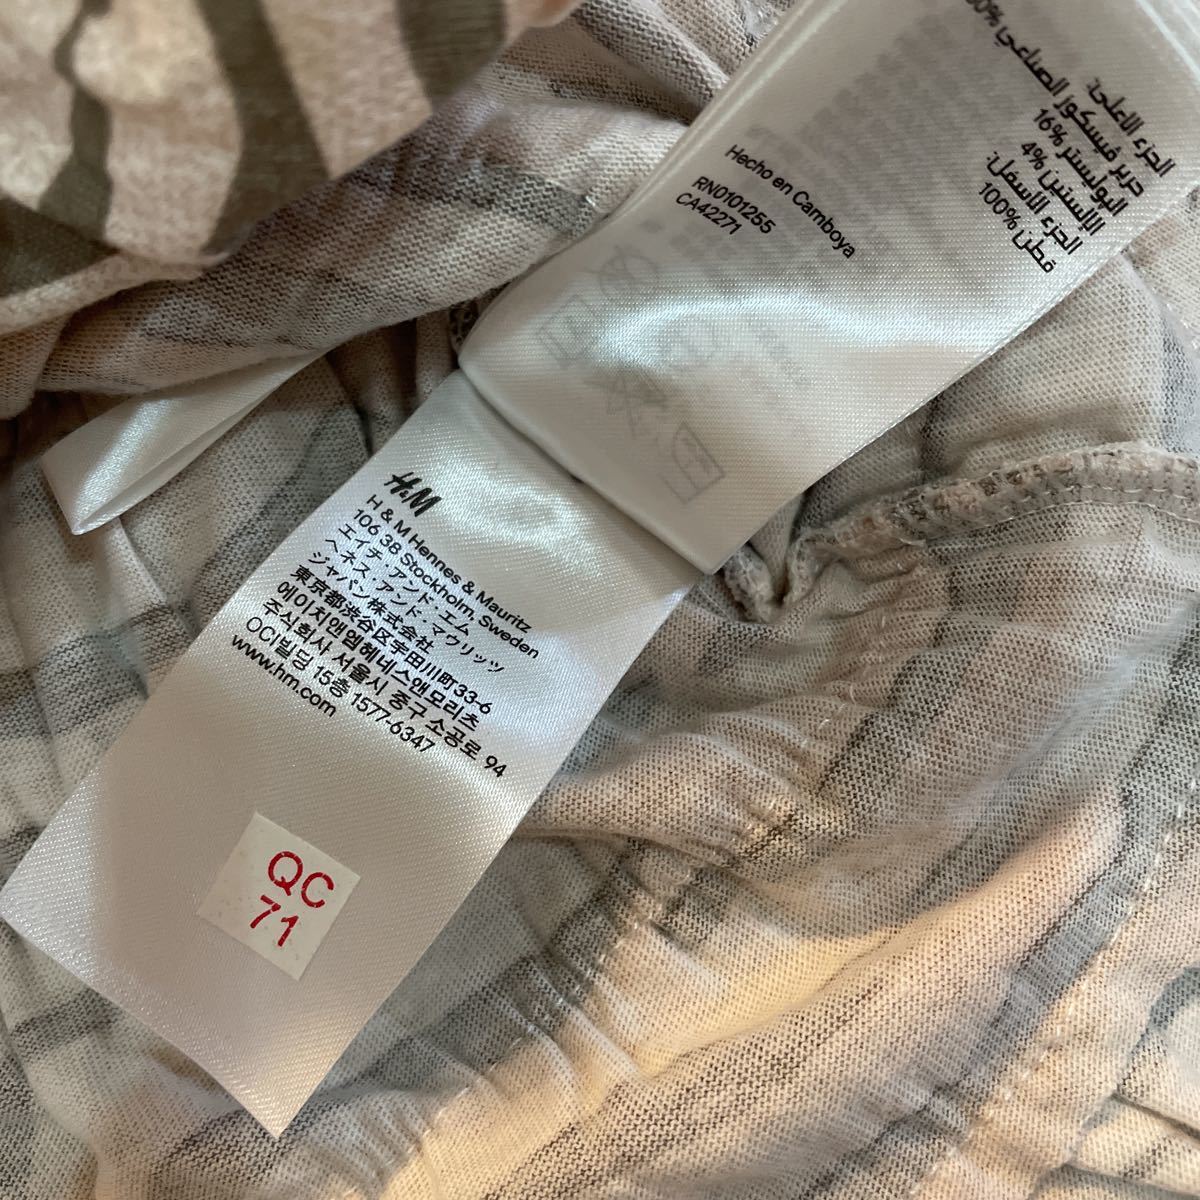 الجزء الاعلى:
حرير فيسكوز الصناعي
البوليستر 16%
الإلستين 4%
الجزء الأسفل:
قطن 100%
Hecho en Camboya
RN0101255
CA42271
H&M
H & M Hennes & Mauritz
106 38 Stockholm, Sweden
エイチ・アンド・エム
ヘネス・アンド・マウリッツ
ジャパン株式会社
東京都渋谷区宇田川町33-6
에이치앤엠헤네스앤모리츠
주식회사 서울시 중구 소공로 94
OCI빌딩 15층 1577-6347
www.hm.com
QC
71